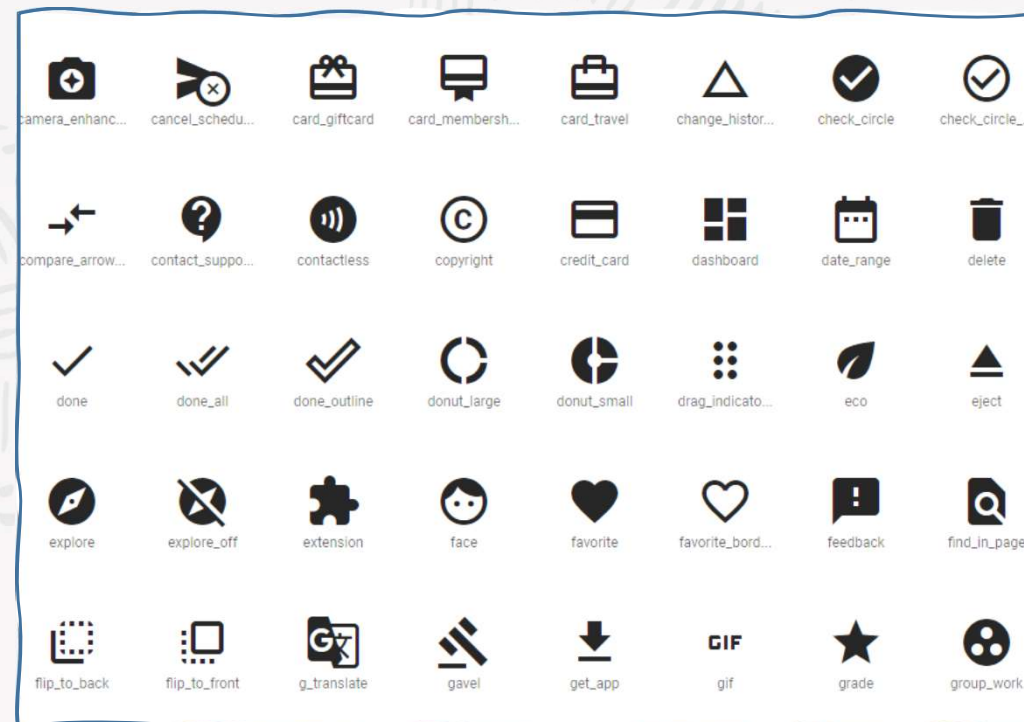 camera_enhanc... cancel_schedu... card_giftcard card_membersh... card_travel change_histor... check_circle check_circle_
compare_arrow... contact_suppo... contactless copyright credit_card dashboard date_range delete
done done_all done_outline donut_large donut_small drag_indicato... eco eject
explore explore_off extension face favorite favorite_bord... feedback find_in_page
GIF
flip_to_back flip_to_front g_translate gavel get_app gif grade group_work